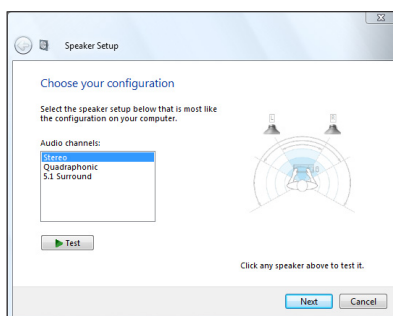 Speaker Setup
Choose your configuration
Select the speaker setup below that is most like
the configuration on your computer.
Audio channels:
Stereo
Quadraphonic
5.1 Surround
L
R
Test
Click any speaker above to test it.
Next
Cancel